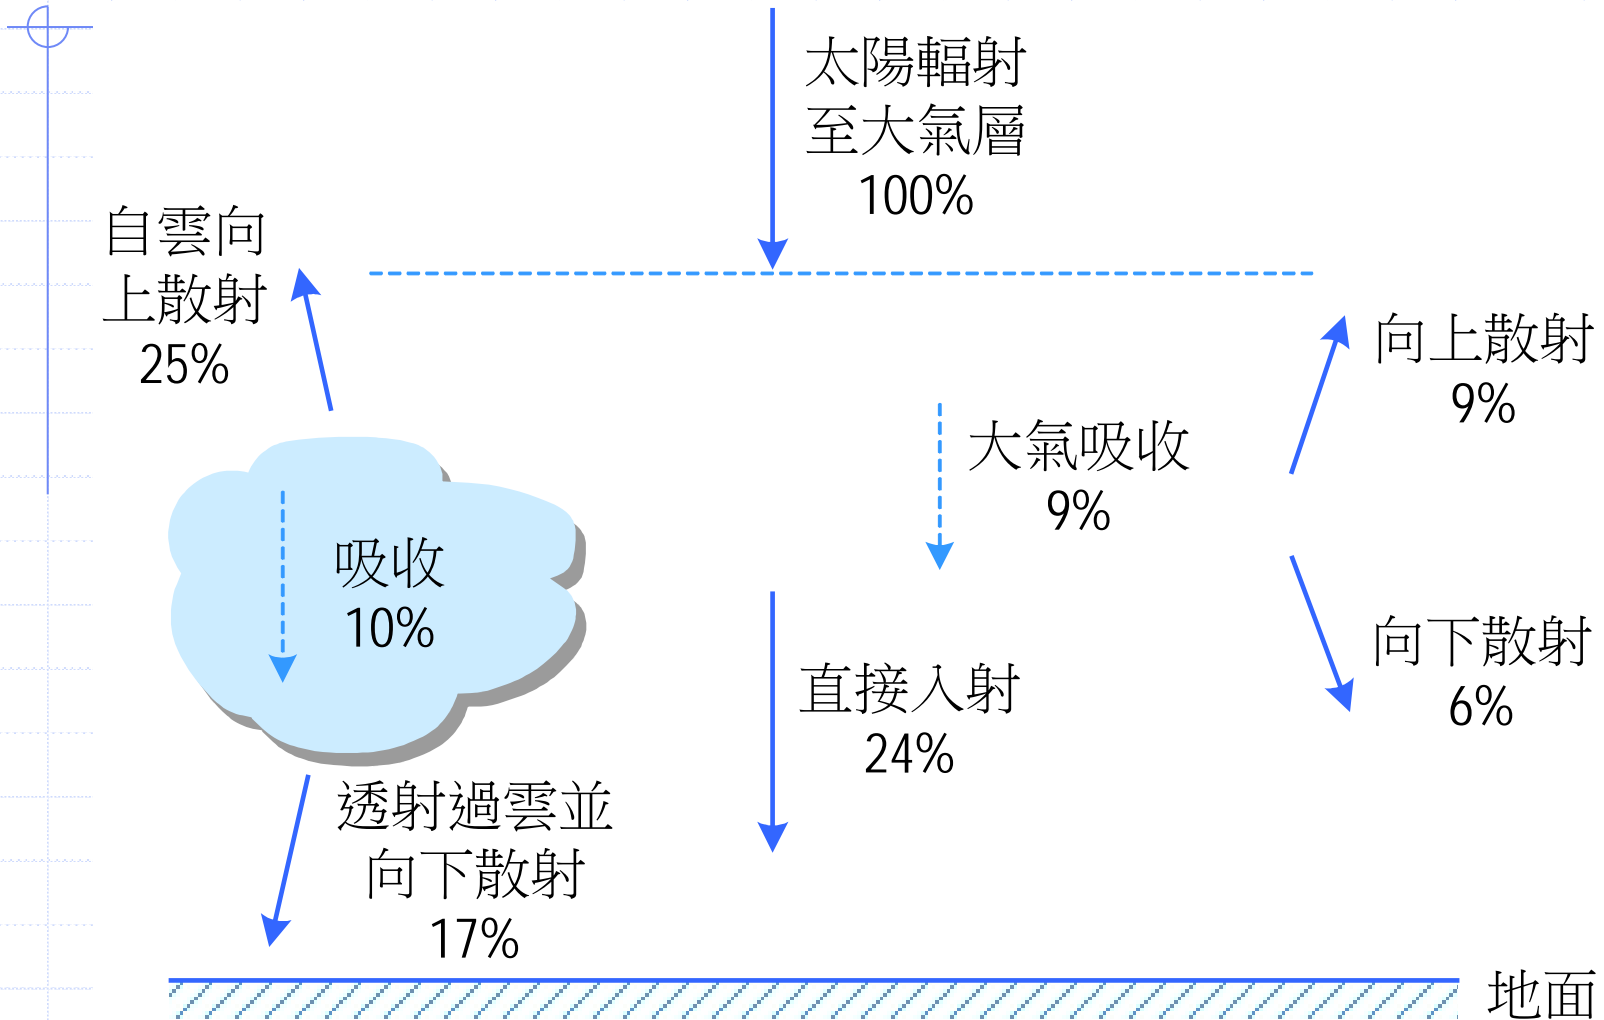 太陽輻射
至大氣層
100%
自雲向
上散射
25%
向上散射
9%
大氣吸收
9%
吸收
10%
向下散射
6%
直接入射
24%
透射過雲並
向下散射
17%
地面